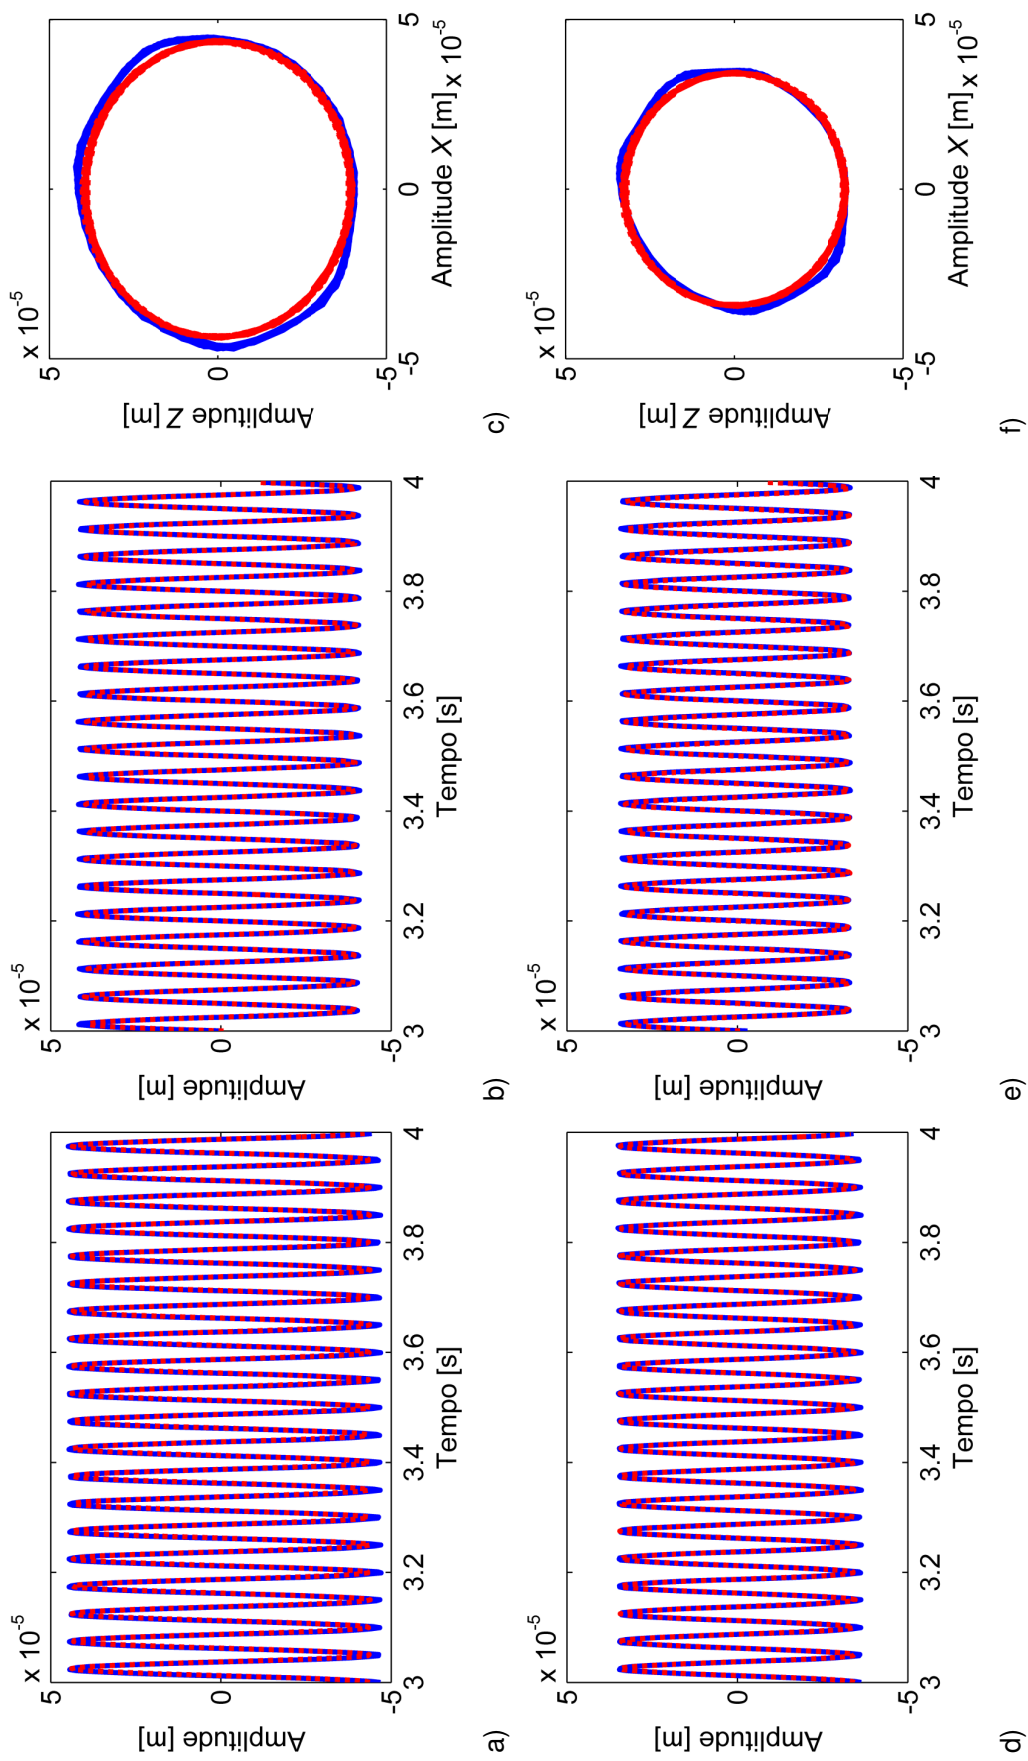 x 10⁻⁵
5
0
-5
Amplitude [m]
3
3.2
3.4
3.6
3.8
4
Tempo [s]
a)
x 10⁻⁵
5
0
-5
Amplitude [m]
3
3.2
3.4
3.6
3.8
4
Tempo [s]
b)
x 10⁻⁵
5
0
-5
Amplitude Z [m]
-5
0
5
Amplitude X [m]
x 10⁻⁵
c)
x 10⁻⁵
5
0
-5
Amplitude [m]
3
3.2
3.4
3.6
3.8
4
Tempo [s]
d)
x 10⁻⁵
5
0
-5
Amplitude [m]
3
3.2
3.4
3.6
3.8
4
Tempo [s]
e)
x 10⁻⁵
5
0
-5
Amplitude Z [m]
-5
0
5
Amplitude X [m]
x 10⁻⁵
f)